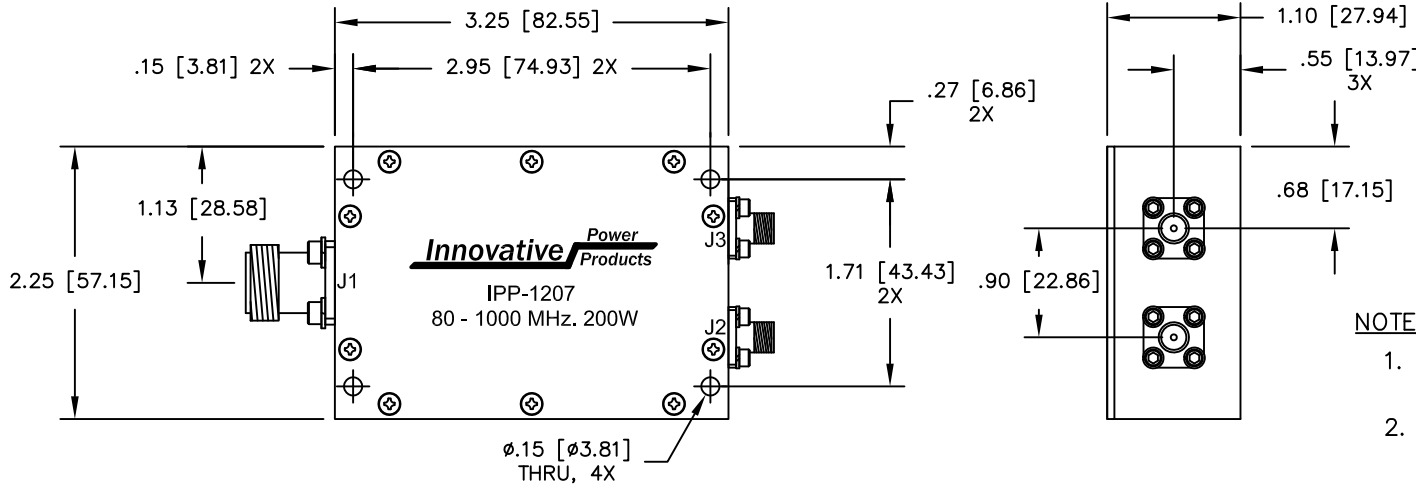 3.25 [82.55]
1.10 [27.94]
.15 [3.81] 2X
2.95 [74.93] 2X
.55 [13.97]
3X
.27 [6.86]
2X
1.13 [28.58]
.68 [17.15]
J3
Innovative Power Products
2.25 [57.15]
J1
1.71 [43.43]
2X
.90 [22.86]
IPP-1207
80 - 1000 MHz. 200W
J2
NOTE
1.
2.
ø.15 [ø3.81]
THRU, 4X